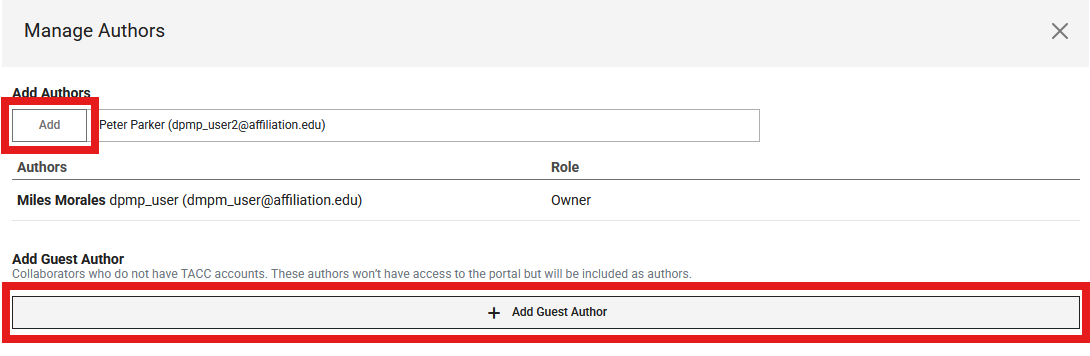 Manage Authors
Add Authors
Add Peter Parker (dpmp_user2@affiliation.edu)
Authors Role
Miles Morales dpmp_user (dmpm_user@affiliation.edu) Owner
Add Guest Author
Collaborators who do not have TACC accounts. These authors won't have access to the portal but will be included as authors.
+ Add Guest Author